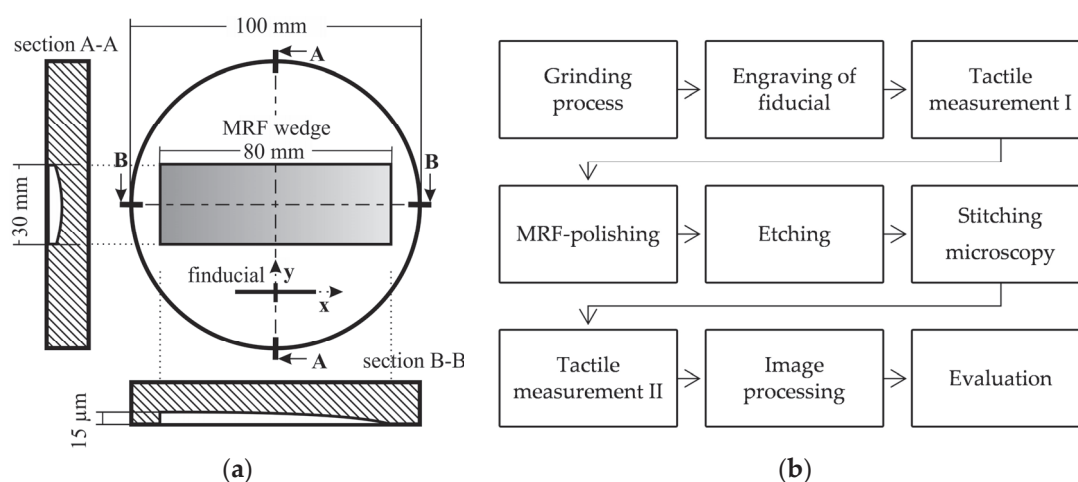 100 mm
section A-A
A
MRF wedge
80 mm
B
B
30 mm
finducial
y
x
A
section B-B
15 μm
(a)
Grinding
process
Engraving of
fiducial
Tactile
measurement I
MRF-polishing
Etching
Stitching
microscopy
Tactile
measurement II
Image
processing
Evaluation
(b)